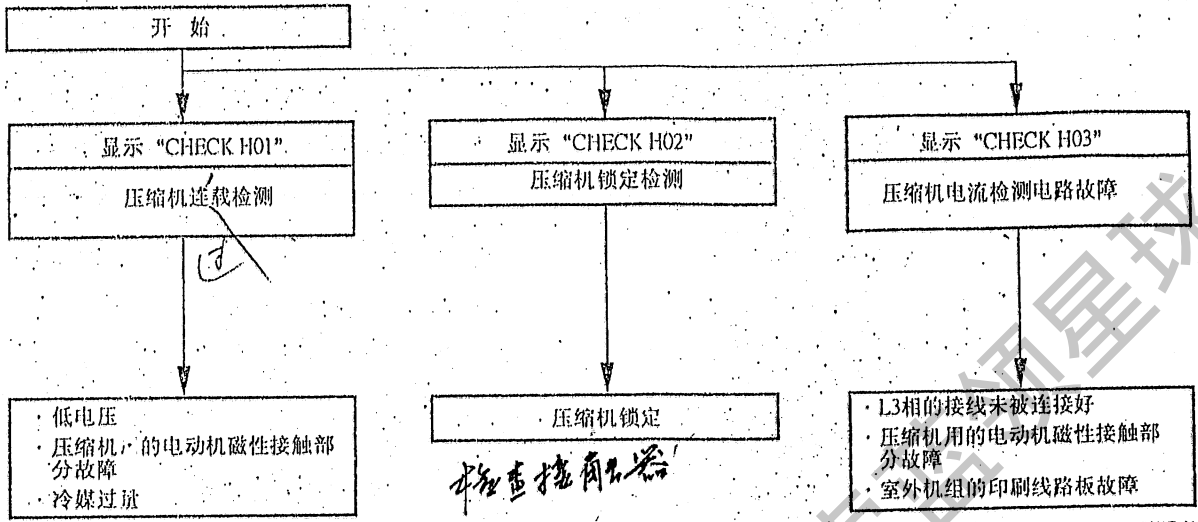 开 始
显示 “CHECK H01”
压缩机连载检测
过
显示 “CHECK H02”
压缩机锁定检测
显示 “CHECK H03”
压缩机电流检测电路故障
· 低电压
· 压缩机 的电动机磁性接触部
分故障
· 冷媒过量
压缩机锁定
检查接触器
· L3相的接线未被连接好
· 压缩机用的电动机磁性接触部
分故障
· 室外机组的印刷线路板故障
领星球